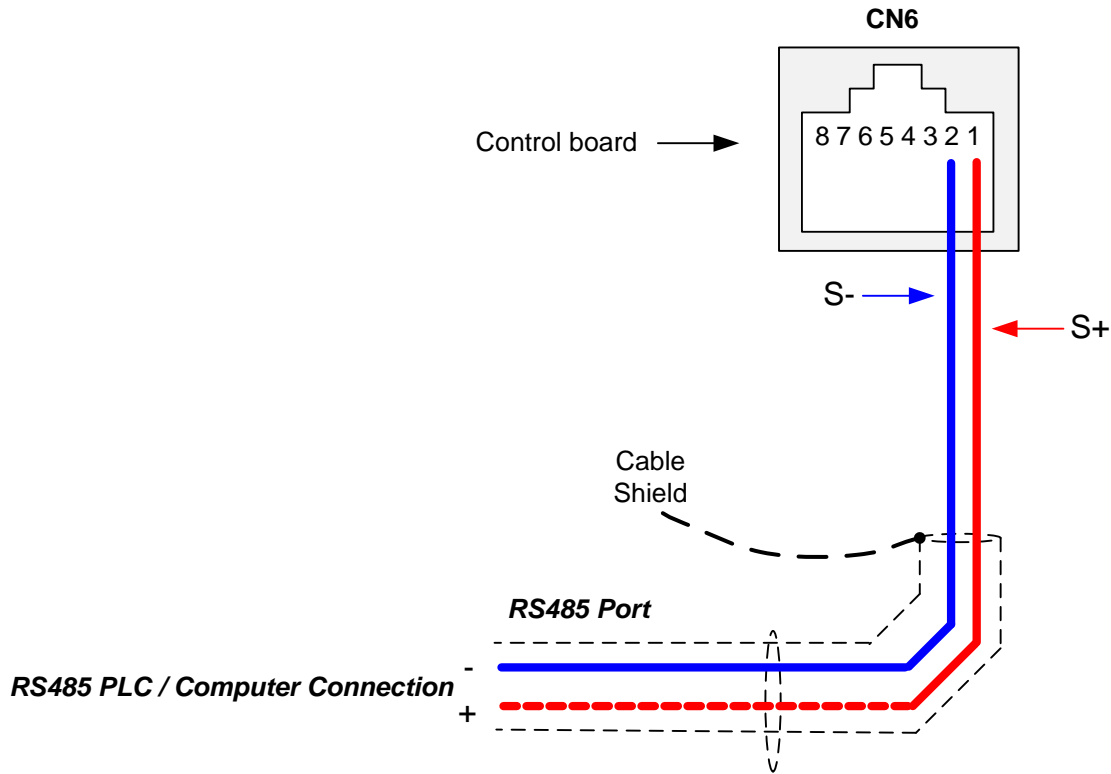 CN6
Control board
8 7 6 5 4 3 2 1
S-
S+
Cable
Shield
RS485 Port
-
RS485 PLC / Computer Connection
+